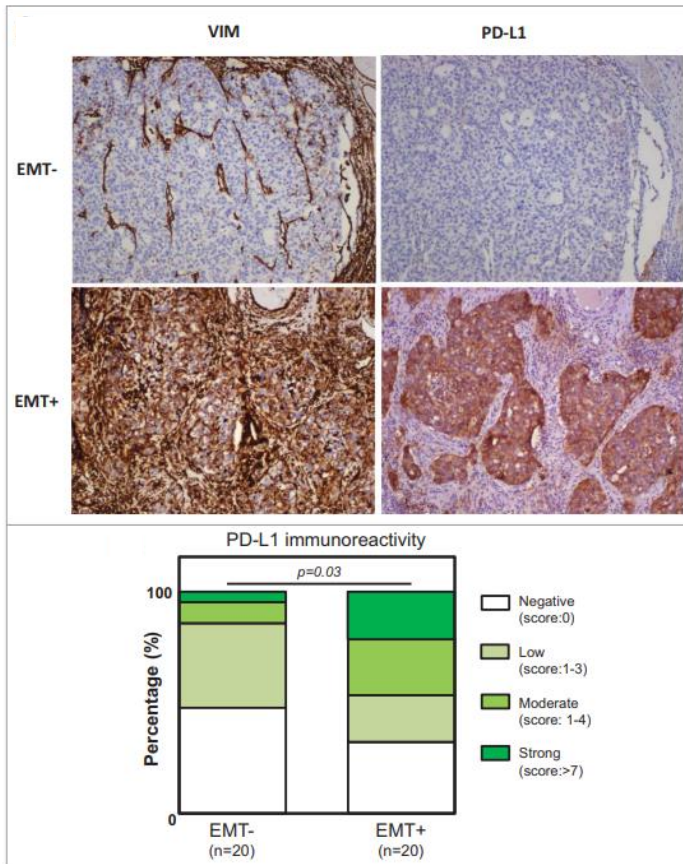 VIM
PD-L1
EMT-
EMT+
PD-L1 immunoreactivity
p=0.03
100
Percentage (%)
0
EMT-
(n=20)
EMT+
(n=20)
Negative
(score:0)
Low
(score:1-3)
Moderate
(score: 1-4)
Strong
(score:>7)